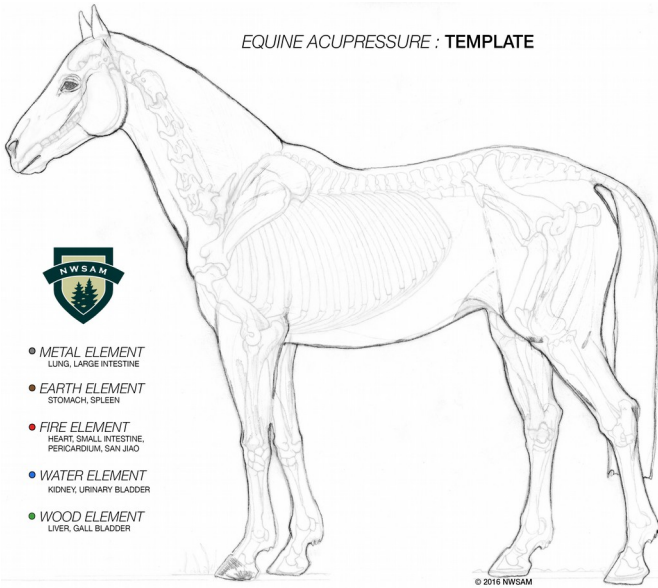 EQUINE ACUPRESSURE : TEMPLATE
NWSAM
METAL ELEMENT
LUNG, LARGE INTESTINE
EARTH ELEMENT
STOMACH, SPLEEN
FIRE ELEMENT
HEART, SMALL INTESTINE,
PERICARDIUM, SAN JIAO
WATER ELEMENT
KIDNEY, URINARY BLADDER
WOOD ELEMENT
LIVER, GALL BLADDER
© 2016 NWSAM